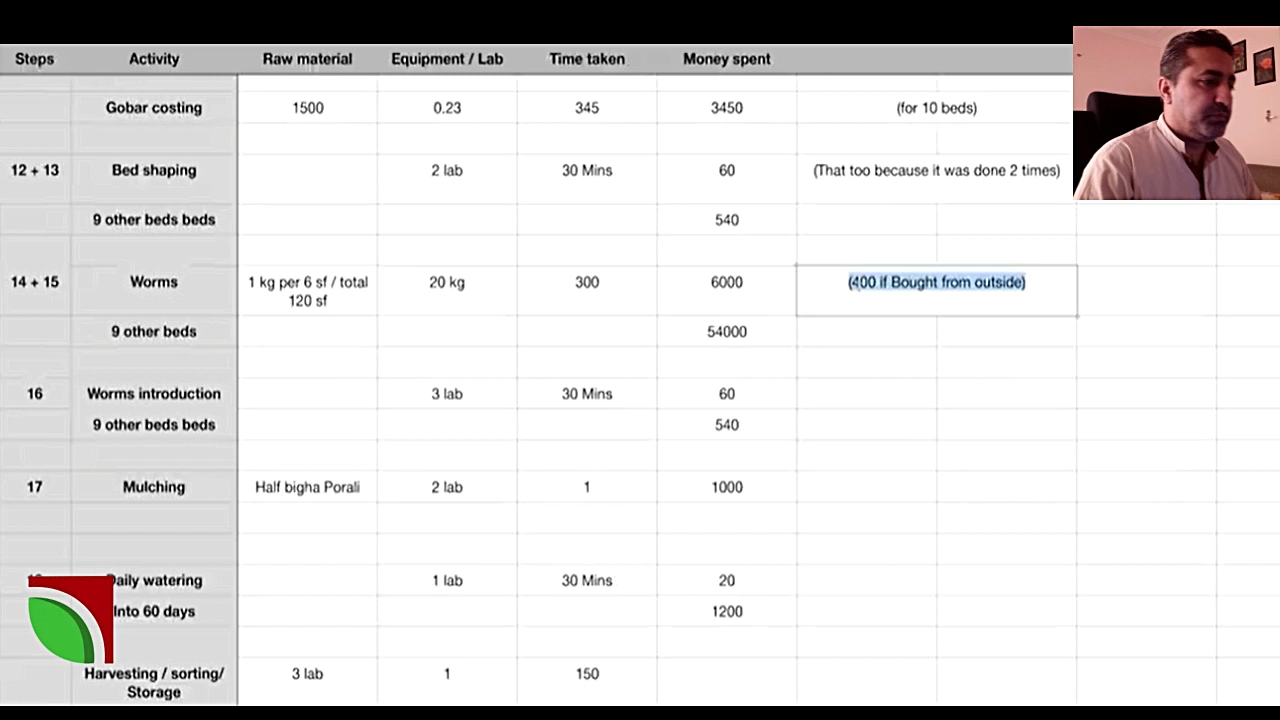 Steps Activity Raw material Equipment / Lab Time taken Money spent
Gobar costing 1500 0.23 345 3450 (for 10 beds)
12 + 13 Bed shaping 2 lab 30 Mins 60 (That too because it was done 2 times)
9 other beds beds 540
14 + 15 Worms 1 kg per 6 sf / total 20 kg 300 6000 (400 if Bought from outside)
120 sf
9 other beds 54000
16 Worms introduction 3 lab 30 Mins 60
9 other beds beds 540
17 Mulching Half bigha Porali 2 lab 1 1000
Daily watering 1 lab 30 Mins 20
Into 60 days 1200
Harvesting / sorting/ 3 lab 1 150
Storage